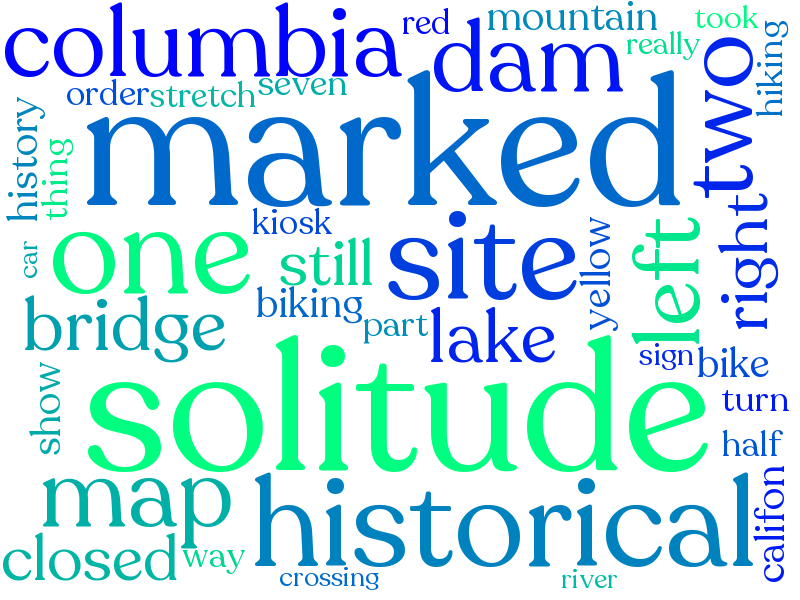 columbia
red
mountain
took
dam
really
hiking
order
stretch
seven
two
marked
history
thing
kiosk
right
left
one
still
site
yellow
car
biking
part
lake
bridge
sign
bike
solitude
show
turn
half
map
historical
califon
closed
way
crossing
river